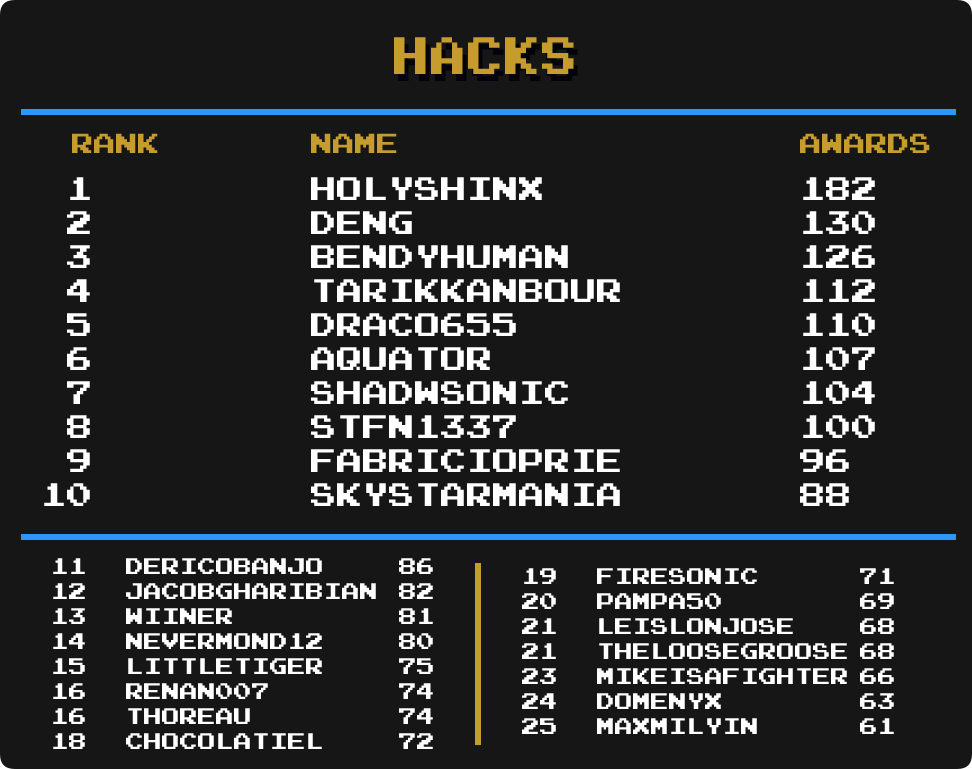 HACKS
RANK NAME AWARDS
1 HOLYSHINX 182
2 DENG 130
3 BENDYHUMAN 126
4 TARIKKANBOUR 112
5 DRACO655 110
6 AQUATOR 107
7 SHADWSONIC 104
8 STFN1337 100
9 FABRICIOPRIE 96
10 SKYSTARMANIA 88
11 DERICOBANJO 86
12 JACOBGHARIBIAN 82
13 WIINER 81
14 NEVERMOND12 80
15 LITTLETIGER 75
16 RENAN007 74
16 THOREAU 74
18 CHOCOLATIEL 72
19 FIRESONIC 71
20 PAMPA50 69
21 LEISLONJOSE 68
21 THELOOSEGROOSE 68
23 MIKEISAFIGHTER 66
24 DOMENYX 63
25 MAXMILYIN 61